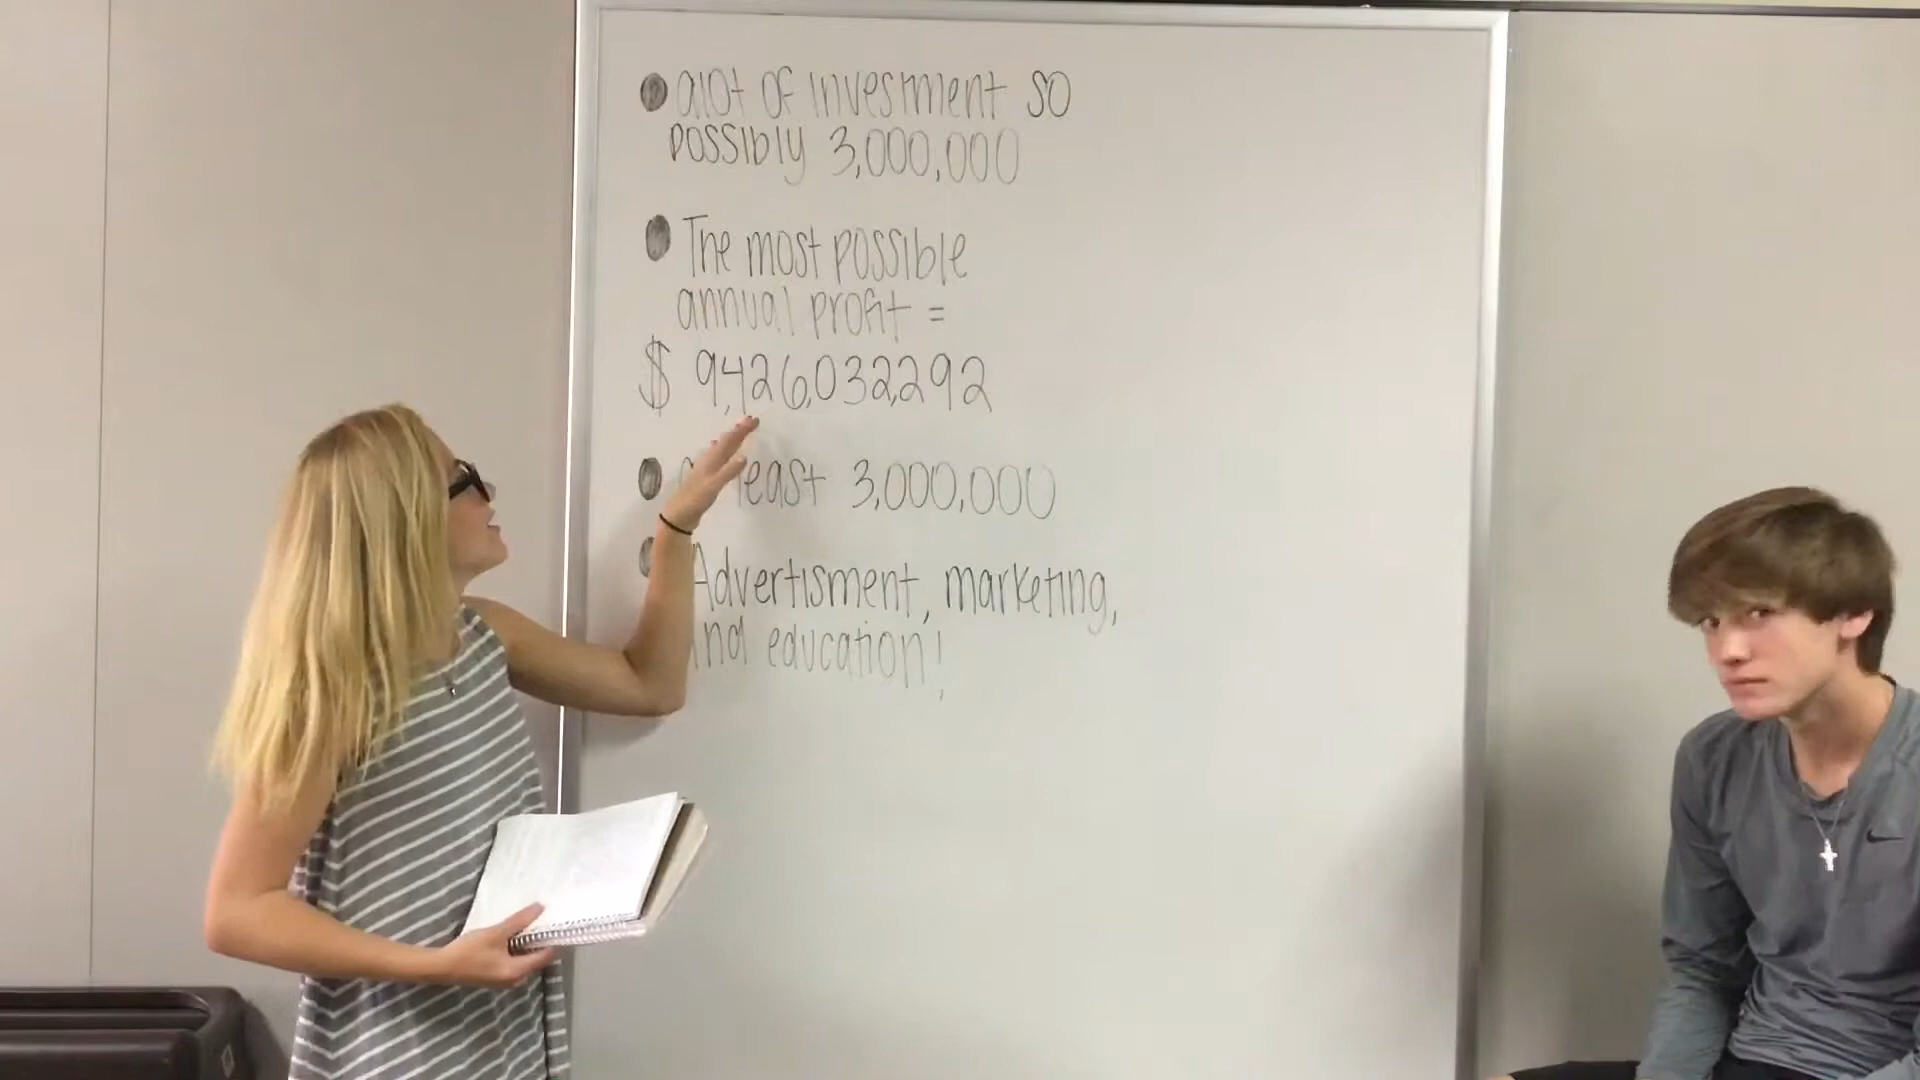 alot of investment so
possibly 3,000,000
The most possible
annual profit =
$ 9,426,032,292
least 3,000,000
Advertisment, marketing,
and education!